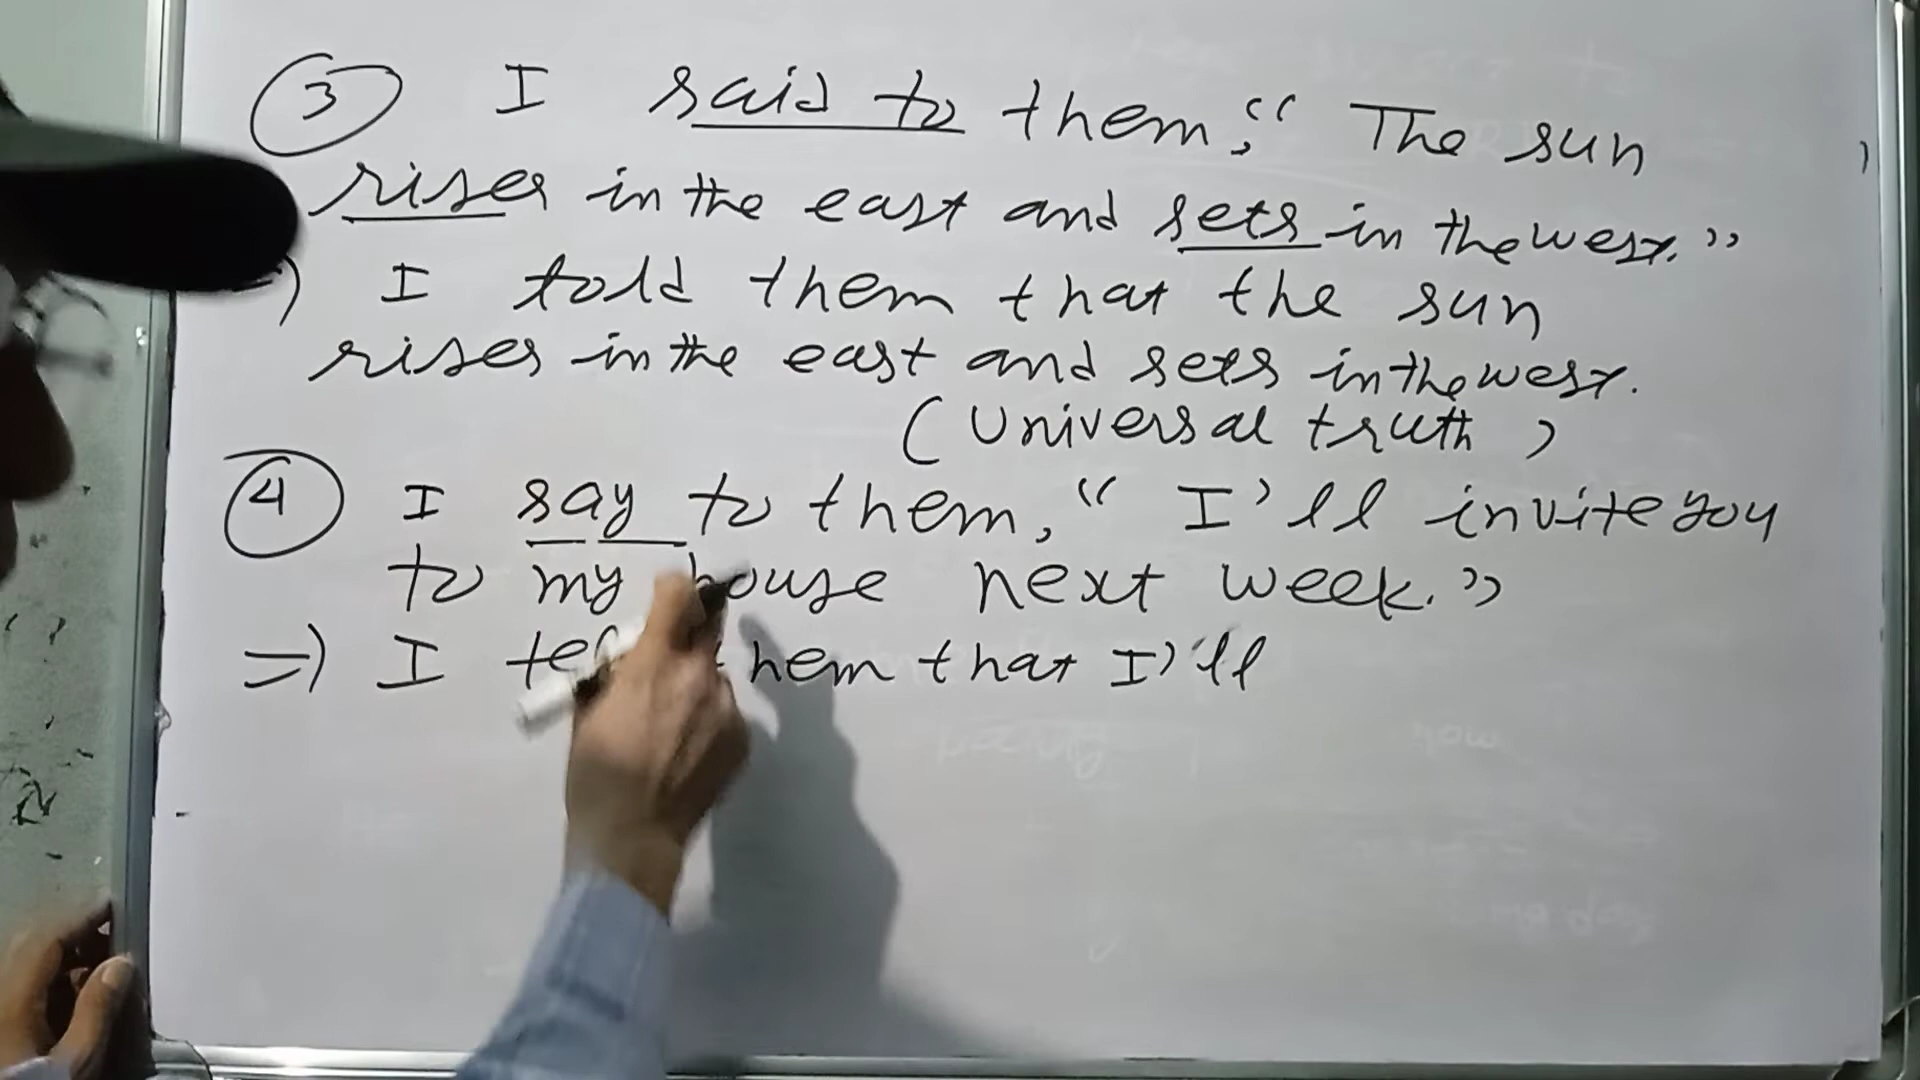 3 I said to them, “ The sun
rises in the east and sets in the west.”
⇒) I told them that the sun
rises in the east and sets in the west.
(Universal truth)
4 I say to them, “ I'll invite you
to my house next week.”
=) I tell them that I'll